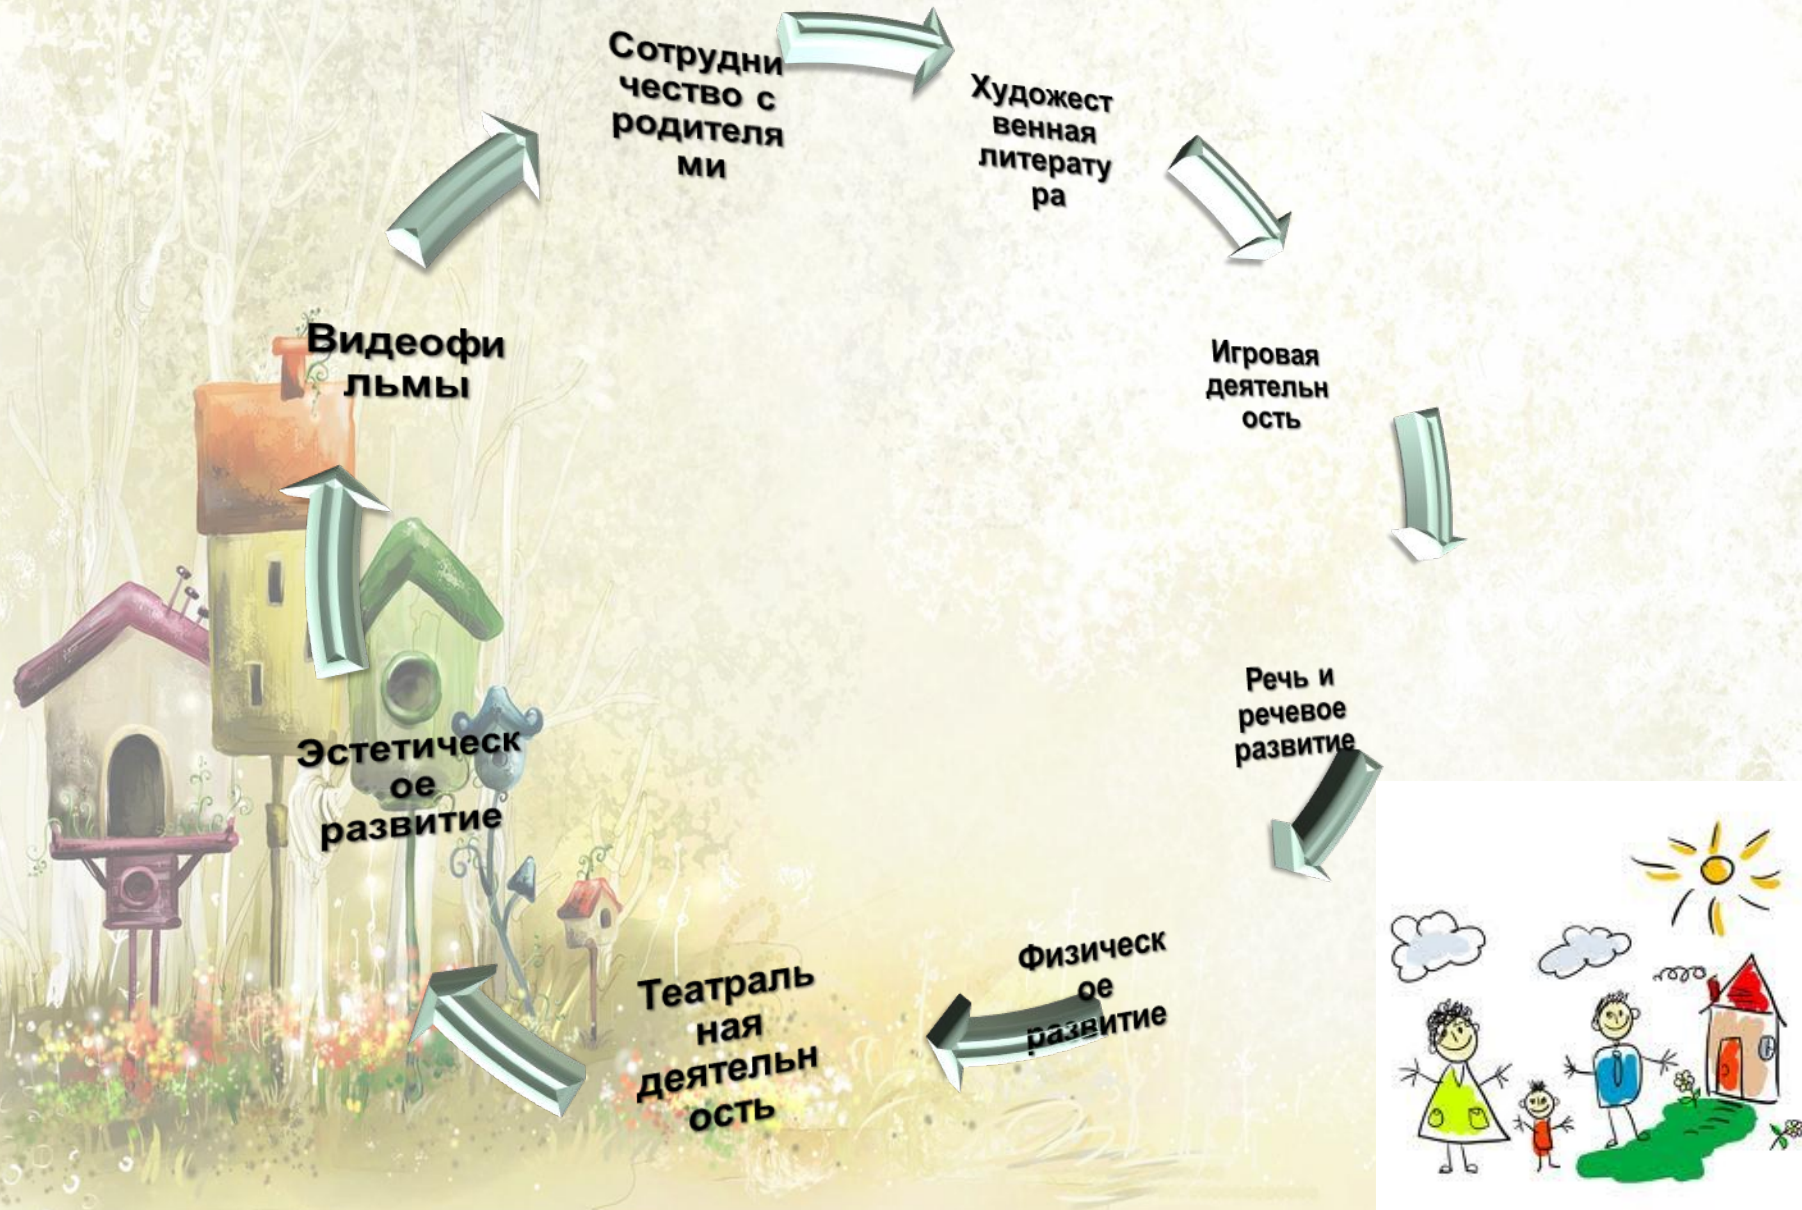 Сотрудни
чество с
родителя
ми
Художест
венная
литерату
ра
Игровая
деятельн
ость
Речь и
речевое
развитие
Физическ
ое
развитие
Театраль
ная
деятельн
ость
Эстетическ
ое
развитие
Видеофи
льмы